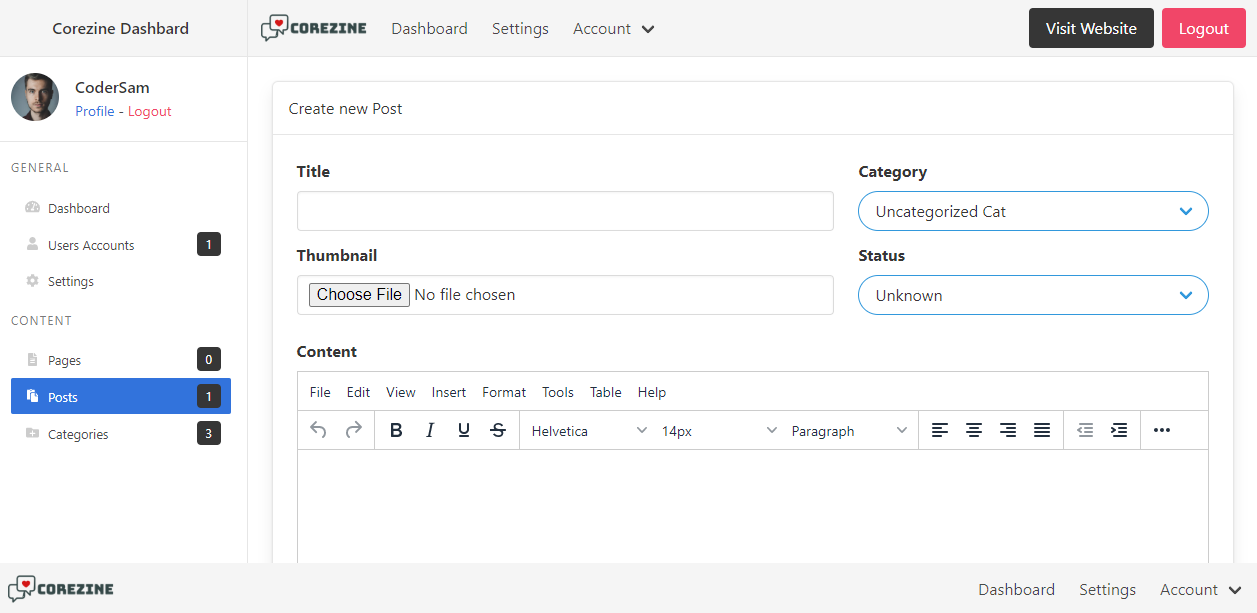 Corezine Dashbard
COREZINE Dashboard Settings Account
Visit Website Logout
CoderSam
Profile - Logout
GENERAL
Dashboard
Users Accounts 1
Settings
CONTENT
Pages 0
Posts 1
Categories 3
Create new Post
Title
Category
Uncategorized Cat
Thumbnail
Status
Choose File No file chosen
Unknown
Content
File Edit View Insert Format Tools Table Help
B I U S Helvetica 14px Paragraph
COREZINE
Dashboard Settings Account